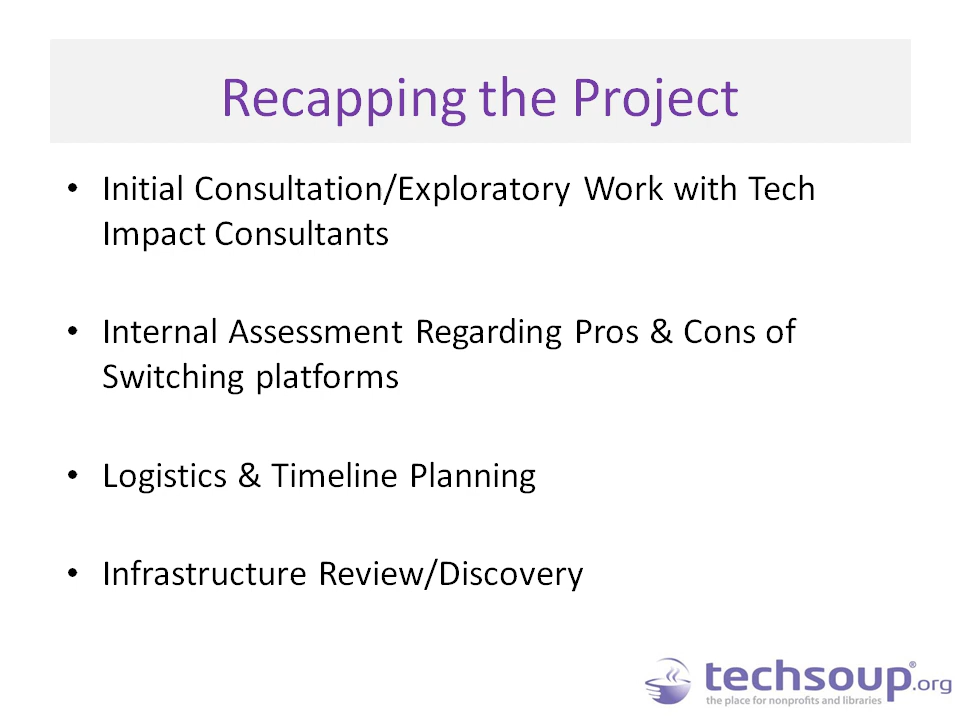 Recapping the Project
• Initial Consultation/Exploratory Work with Tech
Impact Consultants
• Internal Assessment Regarding Pros & Cons of
Switching platforms
• Logistics & Timeline Planning
• Infrastructure Review/Discovery
techsoup®.org
the place for nonprofits and libraries